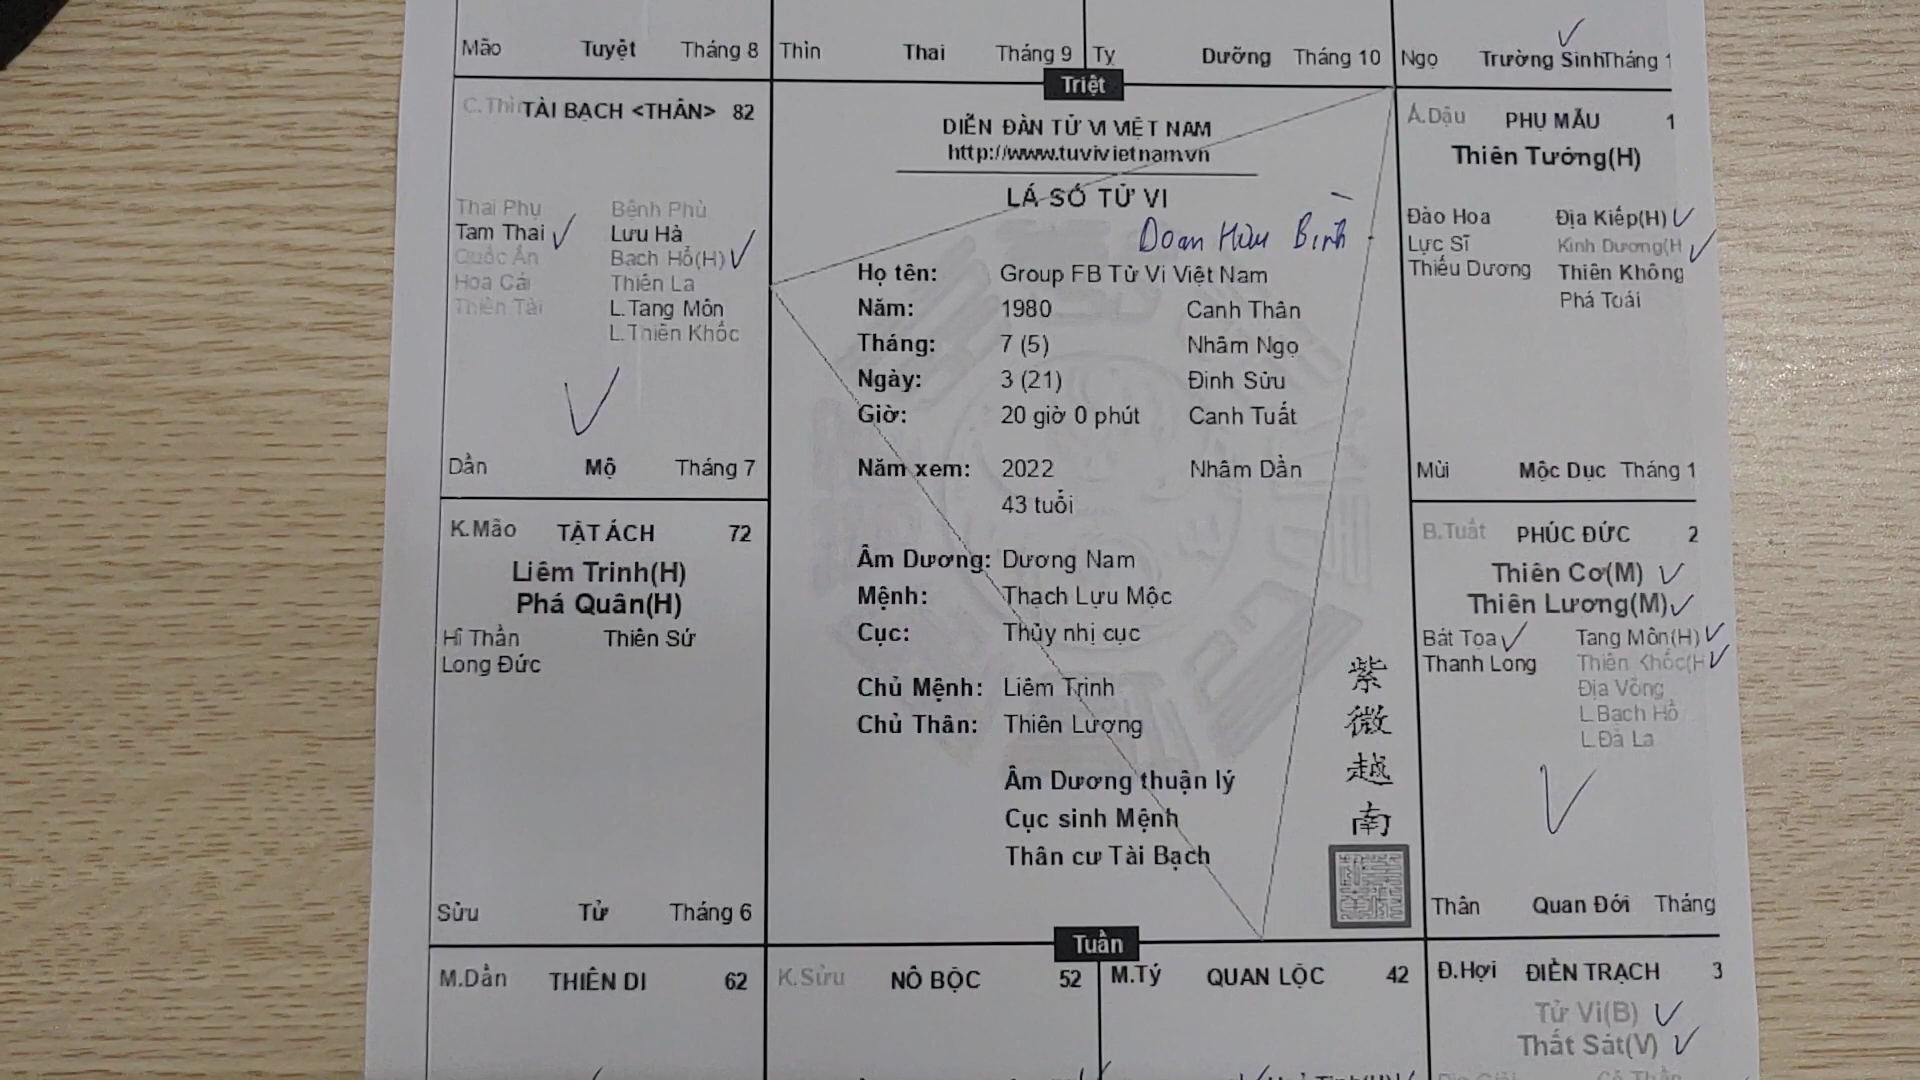 Mão Tuyệt Tháng 8
Thìn Thai Tháng 9
Tỵ Dưỡng Tháng 10
Ngọ Trường Sinh Tháng 1
Triệt
C.Thìn TÀI BẠCH <THÂN> 82
Thai Phụ Bệnh Phù
Tam Thai Lưu Hà
Quốc Ấn Bạch Hổ(H)
Hoa Cái Thiên La
Thiên Tài L.Tang Môn
L.Thiên Khốc
Dần Mộ Tháng 7
DIỄN ĐÀN TỬ VI VIỆT NAM
http://www.tuvivietnam.vn
LÁ SỐ TỬ VI
Doan Hữu Bình
Họ tên: Group FB Tử Vi Việt Nam
Năm: 1980 Canh Thân
Tháng: 7 (5) Nhâm Ngọ
Ngày: 3 (21) Đinh Sửu
Giờ: 20 giờ 0 phút Canh Tuất
Năm xem: 2022 Nhâm Dần
43 tuổi
Âm Dương: Dương Nam
Mệnh: Thạch Lựu Mộc
Cục: Thủy nhị cục
Chủ Mệnh: Liêm Trinh
Chủ Thân: Thiên Lương
Âm Dương thuận lý
Cục sinh Mệnh
Thân cư Tài Bạch
紫微越南
Á.Dậu PHỤ MẪU 1
Thiên Tướng(H)
Đào Hoa Địa Kiếp(H)
Lực Sĩ Kình Dương(H
Thiếu Dương Thiên Không
Phá Toái
Mùi Mộc Dục Tháng 1
K.Mão TẬT ÁCH 72
Liêm Trinh(H)
Phá Quân(H)
Hỉ Thần Thiên Sứ
Long Đức
Sửu Tử Tháng 6
B.Tuất PHÚC ĐỨC 2
Thiên Cơ(M)
Thiên Lương(M)
Bát Tọa Tang Môn(H)
Thanh Long Thiên Khốc(H
Địa Võng
L.Bạch Hổ
L.Đà La
Thân Quan Đới Tháng
Tuần
M.Dần THIÊN DI 62
K.Sửu NÔ BỘC 52
M.Tý QUAN LỘC 42
Đ.Hợi ĐIỀN TRẠCH 3
Tử Vi(B)
Thất Sát(V)